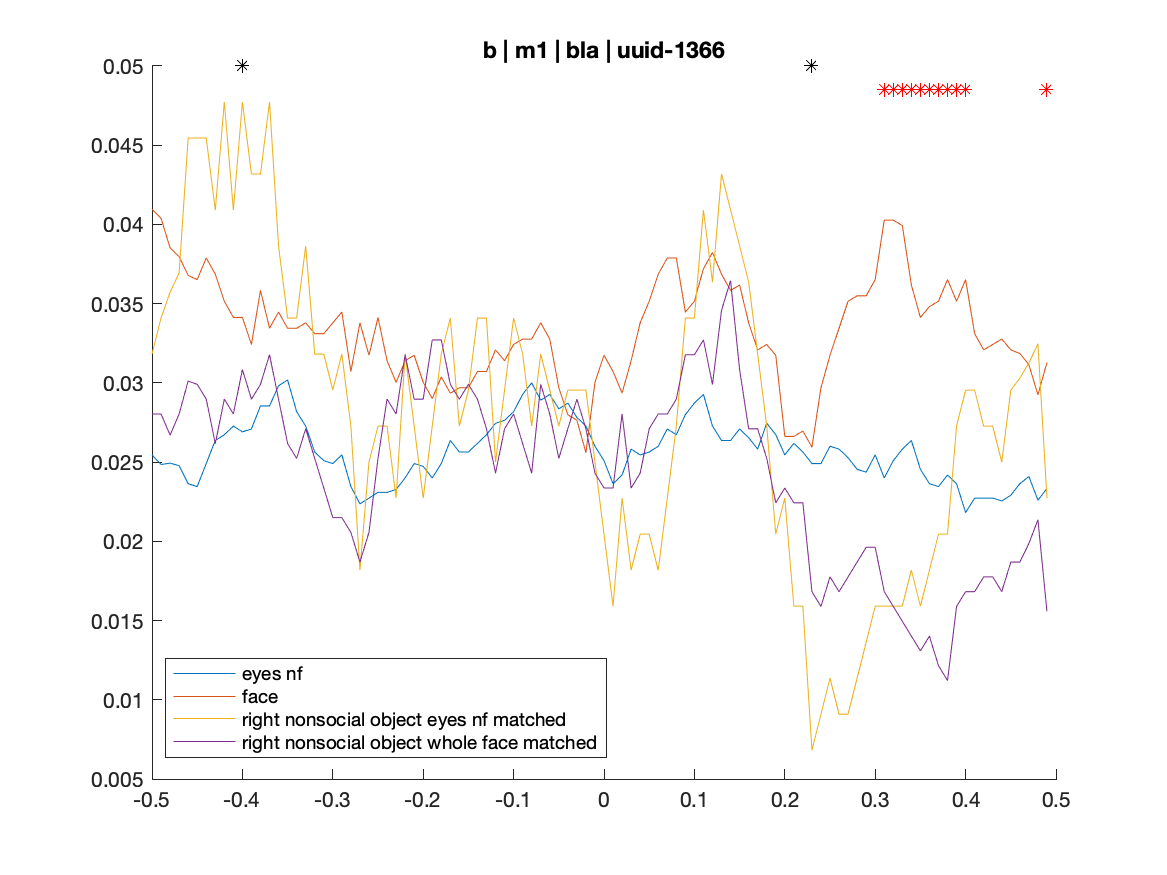 b | m1 | bla | uuid-1366
0.05
0.045
0.04
0.035
0.03
0.025
0.02
0.015
0.01
0.005
eyes nf
face
right nonsocial object eyes nf matched
right nonsocial object whole face matched
-0.5 -0.4 -0.3 -0.2 -0.1 0 0.1 0.2 0.3 0.4 0.5